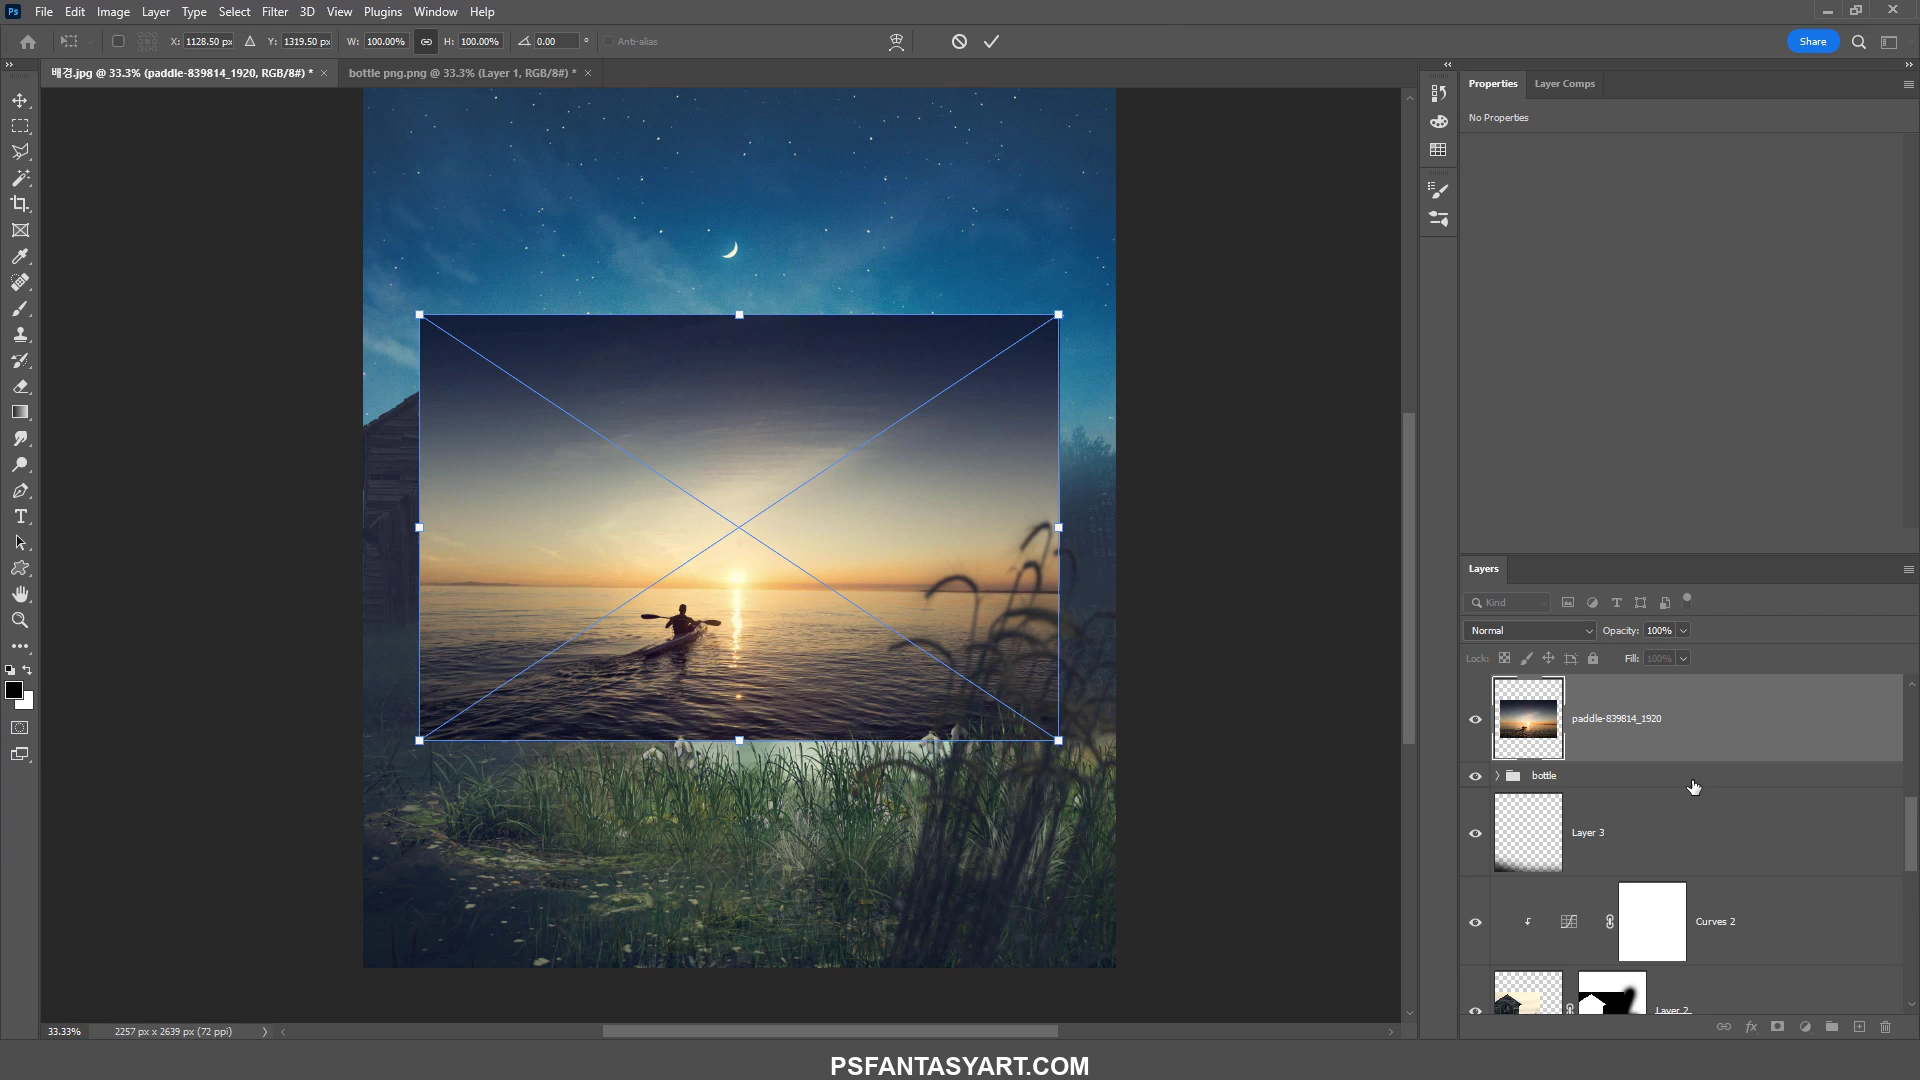 Ps File Edit Image Layer Type Select Filter 3D View Plugins Window Help
X: 1128.50 px Y: 1319.50 px W: 100.00% H: 100.00% 0.00 ° Anti-alias Share
배경.jpg @ 33.3% (paddle-839814_1920, RGB/8#) * × bottle png.png @ 33.3% (Layer 1, RGB/8#) * ×
Properties Layer Comps
No Properties
Layers
Kind
Normal Opacity: 100%
Lock: Fill: 100%
paddle-839814_1920
bottle
Layer 3
Curves 2
Layer 2
fx
33.33% 2257 px x 2639 px (72 ppi)
PSFANTASYART.COM